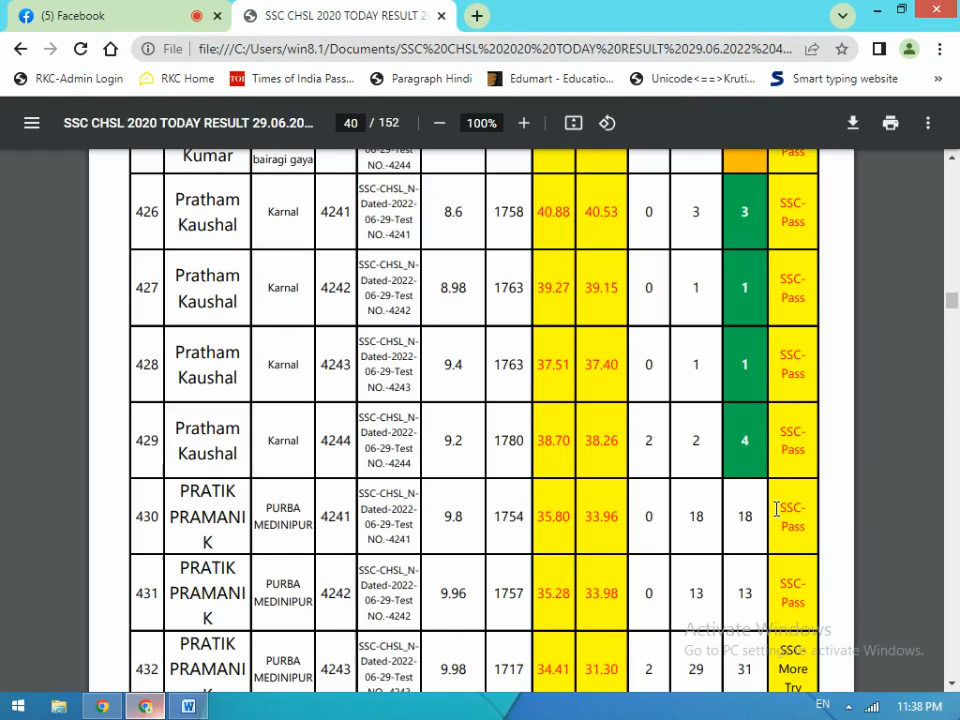 (5) Facebook
SSC CHSL 2020 TODAY RESULT 2
File
file:///C:/Users/win8.1/Documents/SSC%20CHSL%202020%20TODAY%20RESULT%2029.06.2022%204...
RKC-Admin Login
RKC Home
TOI
Times of India Pass...
Paragraph Hindi
Edumart - Educatio...
Unicode<==>Kruti...
Smart typing website
»
SSC CHSL 2020 TODAY RESULT 29.06.20...
40 / 152
100%
Kumar bairagi gaya 06-29-Test NO.-4244 Pass
426 Pratham Kaushal Karnal 4241 SSC-CHSL_N-Dated-2022-06-29-Test NO.-4241 8.6 1758 40.88 40.53 0 3 3 SSC-Pass
427 Pratham Kaushal Karnal 4242 SSC-CHSL_N-Dated-2022-06-29-Test NO.-4242 8.98 1763 39.27 39.15 0 1 1 SSC-Pass
428 Pratham Kaushal Karnal 4243 SSC-CHSL_N-Dated-2022-06-29-Test NO.-4243 9.4 1763 37.51 37.40 0 1 1 SSC-Pass
429 Pratham Kaushal Karnal 4244 SSC-CHSL_N-Dated-2022-06-29-Test NO.-4244 9.2 1780 38.70 38.26 2 2 4 SSC-Pass
430 PRATIK PRAMANIK PURBA MEDINIPUR 4241 SSC-CHSL_N-Dated-2022-06-29-Test NO.-4241 9.8 1754 35.80 33.96 0 18 18 SSC-Pass
431 PRATIK PRAMANIK PURBA MEDINIPUR 4242 SSC-CHSL_N-Dated-2022-06-29-Test NO.-4242 9.96 1757 35.28 33.98 0 13 13 SSC-Pass
432 PRATIK PRAMANIK PURBA MEDINIPUR 4243 SSC-CHSL_N-Dated-2022-06-29-Test NO.-4243 9.98 1717 34.41 31.30 2 29 31 SSC-More Try
Activate Windows
Go to PC settings to activate Windows.
EN
11:38 PM